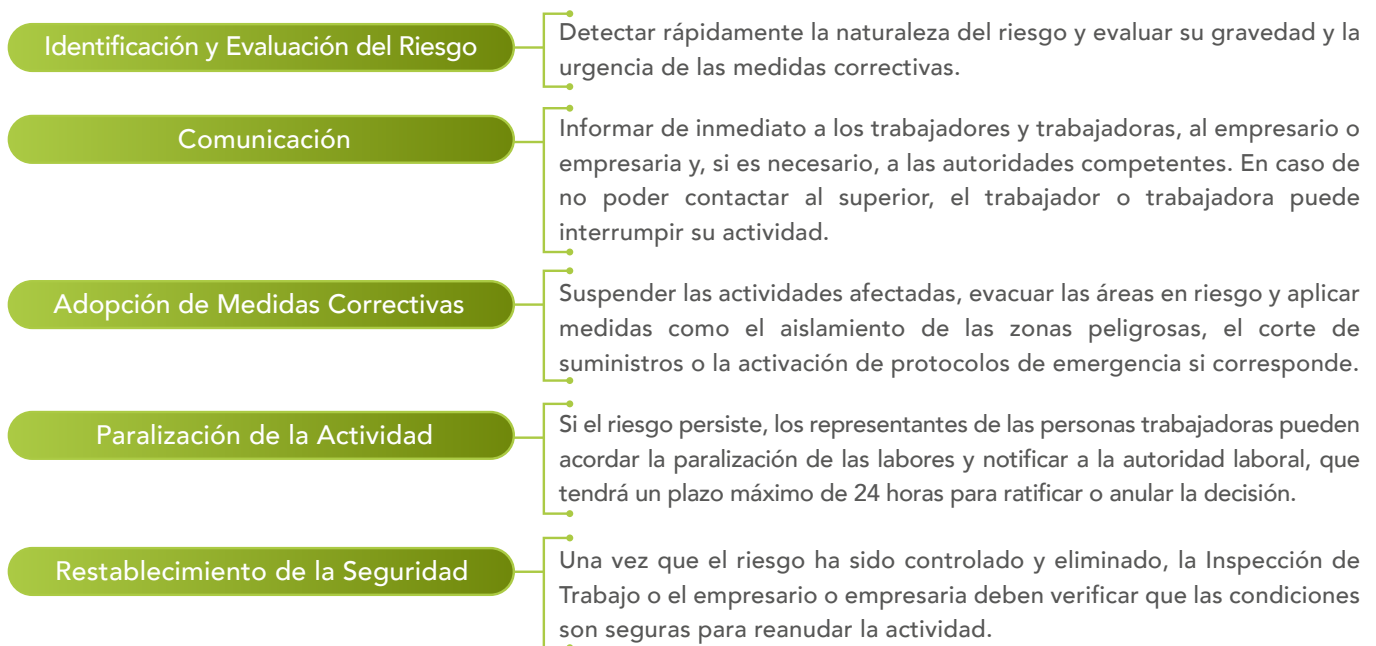 Identificación y Evaluación del Riesgo
Detectar rápidamente la naturaleza del riesgo y evaluar su gravedad y la
urgencia de las medidas correctivas.
Comunicación
Informar de inmediato a los trabajadores y trabajadoras, al empresario o
empresaria y, si es necesario, a las autoridades competentes. En caso de
no poder contactar al superior, el trabajador o trabajadora puede
interrumpir su actividad.
Adopción de Medidas Correctivas
Suspender las actividades afectadas, evacuar las áreas en riesgo y aplicar
medidas como el aislamiento de las zonas peligrosas, el corte de
suministros o la activación de protocolos de emergencia si corresponde.
Paralización de la Actividad
Si el riesgo persiste, los representantes de las personas trabajadoras pueden
acordar la paralización de las labores y notificar a la autoridad laboral, que
tendrá un plazo máximo de 24 horas para ratificar o anular la decisión.
Restablecimiento de la Seguridad
Una vez que el riesgo ha sido controlado y eliminado, la Inspección de
Trabajo o el empresario o empresaria deben verificar que las condiciones
son seguras para reanudar la actividad.